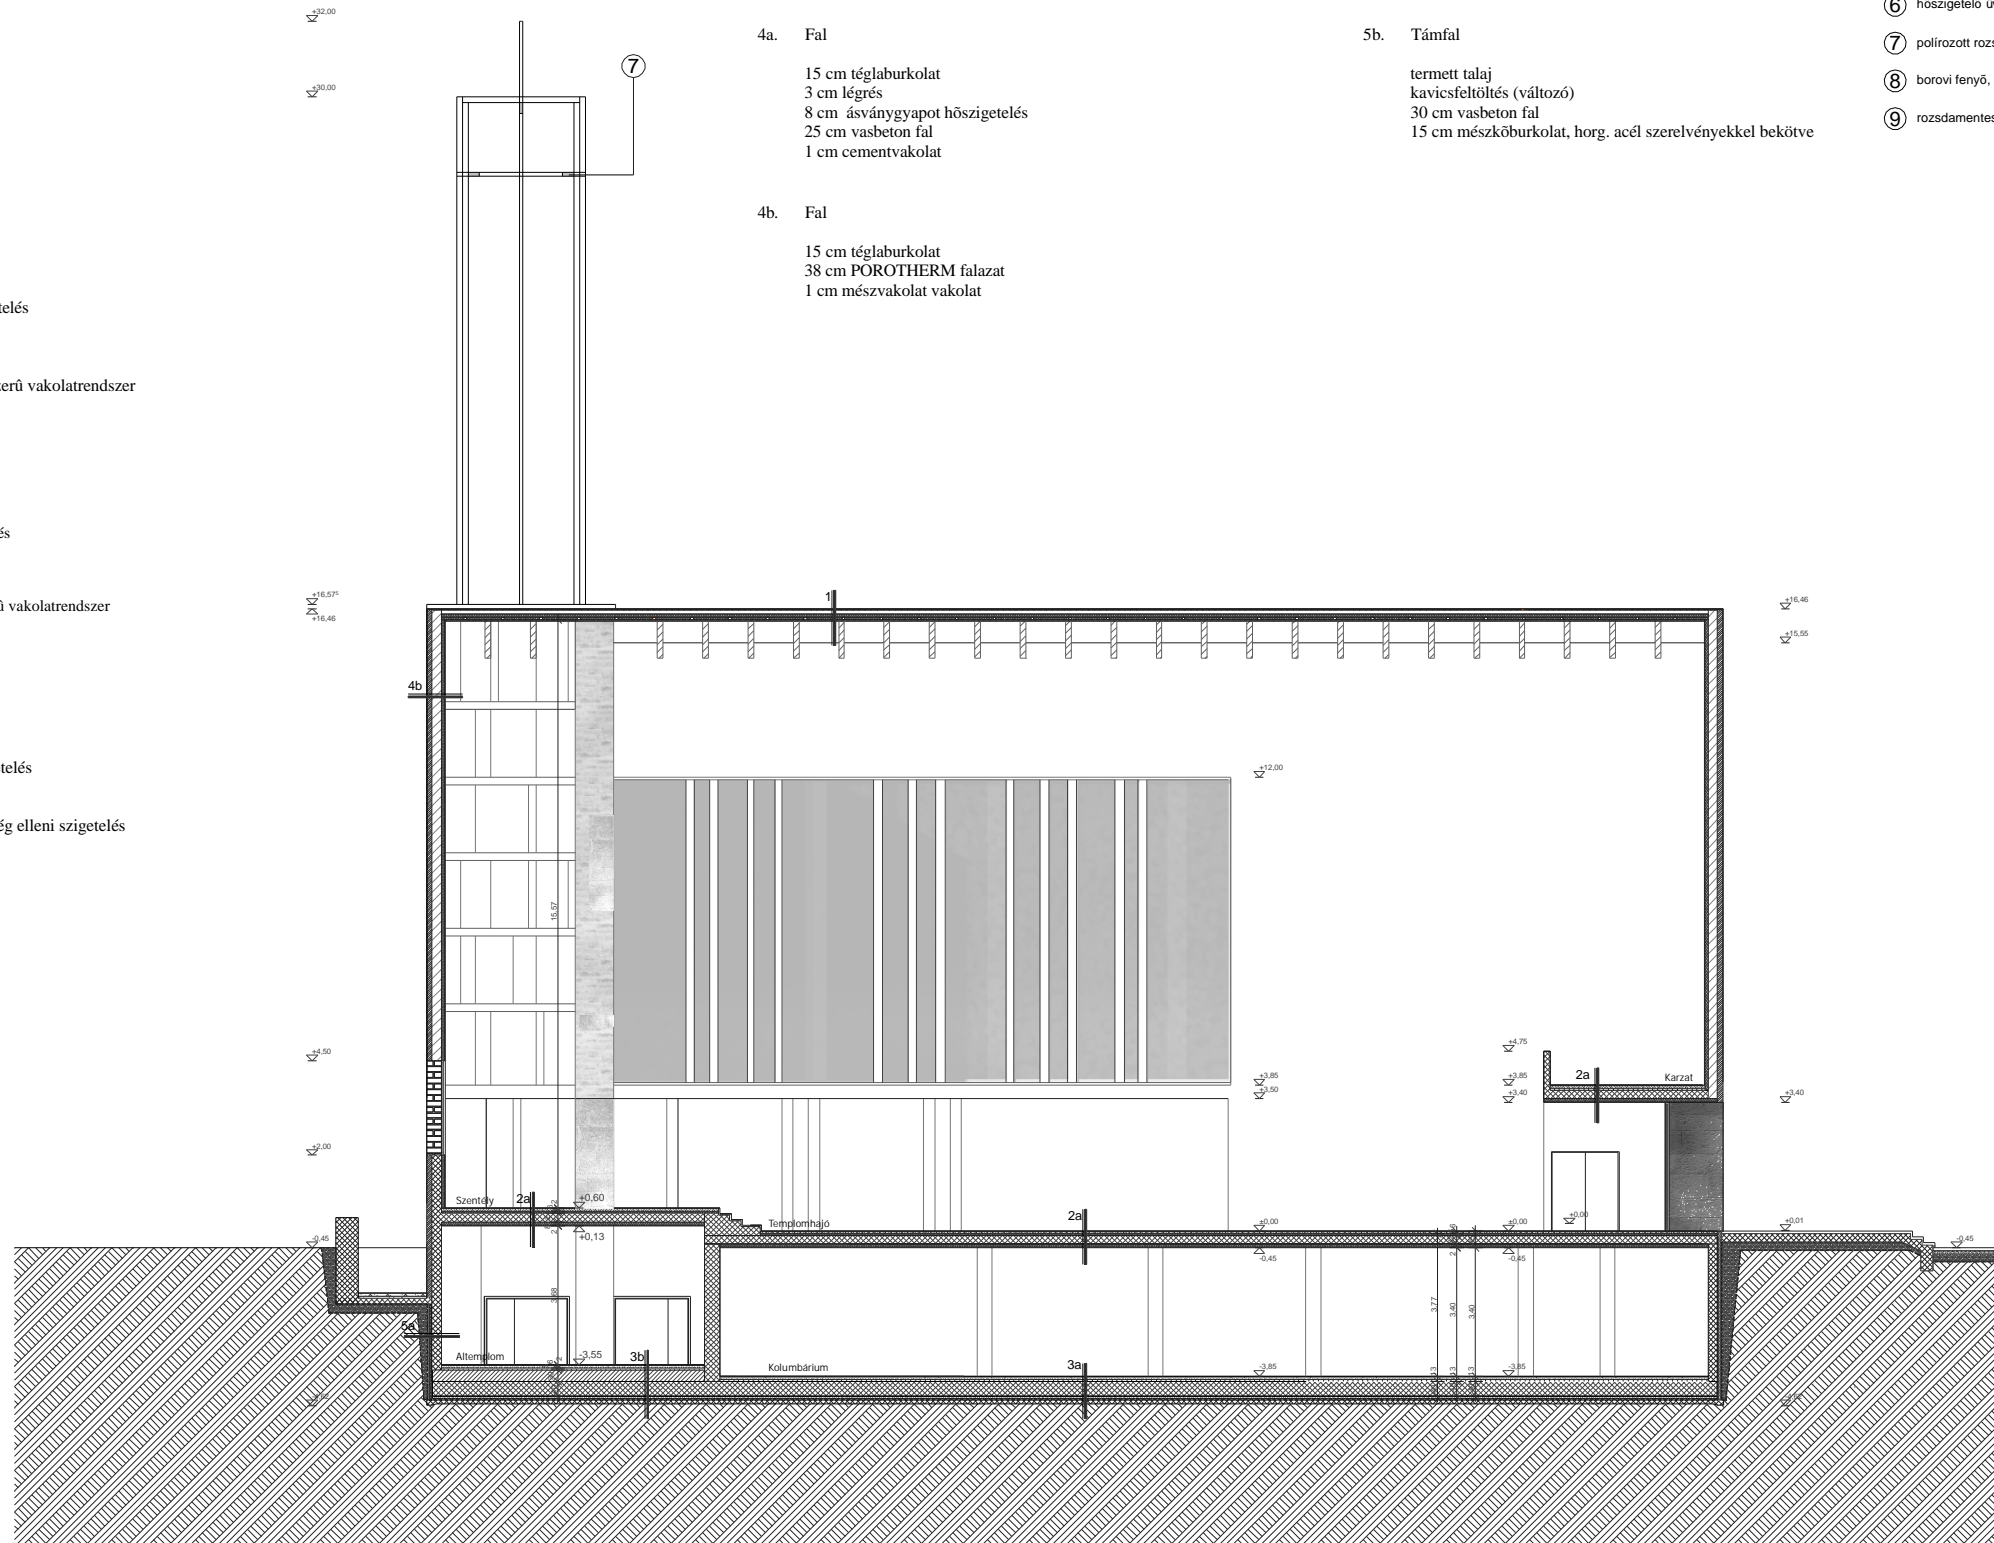 +32,00
+30,00
7
4a. Fal
15 cm téglaburkolat
3 cm légrés
8 cm ásványgyapot hõszigetelés
25 cm vasbeton fal
1 cm cementvakolat
4b. Fal
15 cm téglaburkolat
38 cm POROTHERM falazat
1 cm mészvakolat vakolat
5b. Támfal
termett talaj
kavicsfeltöltés (változó)
30 cm vasbeton fal
15 cm mészkõburkolat, horg. acél szerelvényekkel bekötve
6
7 polírozott
8 borovi fenyõ,
9
telés
zerû vakolatrendszer
és
û vakolatrendszer
telés
ég elleni szigetelés
+16,57⁵
+16,46
1
+16,46
+15,55
4b
+12,00
15,57
+4,50
+4,75
+3,85
+3,50
+3,85
+3,40
2a
Karzat
+3,40
+2,00
Szentély
2a
+0,60
+0,13
Templomhajó
2a
+0,00
-0,45
+0,00
-0,45
+0,00
+0,01
-0,45
-0,45
3,68
3,77
3,40
3,40
5a
Altemplom
-3,55
3b
Kolumbárium
3a
-3,85
-3,85